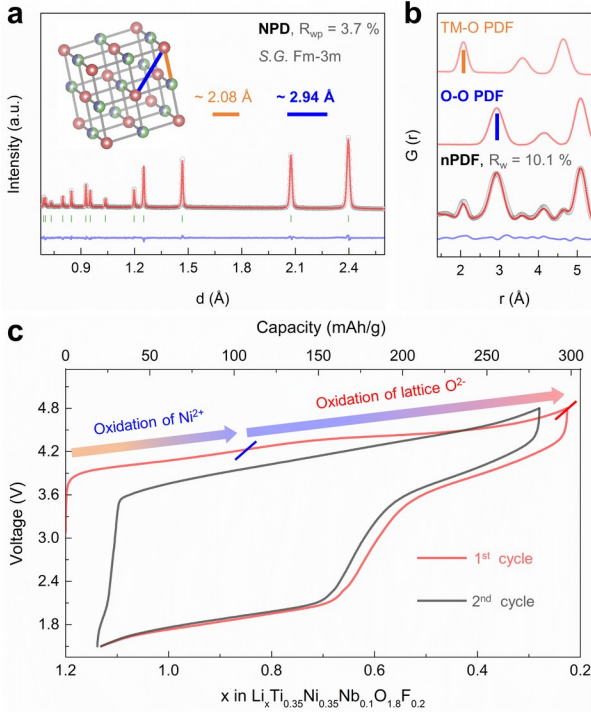 a
NPD, Rwp = 3.7 %
S.G. Fm-3m
~ 2.08 Å
~ 2.94 Å
Intensity (a.u.)
0.9 1.2 1.5 1.8 2.1 2.4
d (Å)
b
TM-O PDF
O-O PDF
nPDF, Rw = 10.1 %
G (r)
2 3 4 5
r (Å)
c
Capacity (mAh/g)
0 50 100 150 200 250 300
Oxidation of Ni²⁺
Oxidation of lattice O²⁻
Voltage (V)
4.8
4.2
3.6
3.0
2.4
1.8
1st cycle
2nd cycle
1.2 1.0 0.8 0.6 0.4 0.2
x in LixTi0.35Ni0.35Nb0.1O1.8F0.2